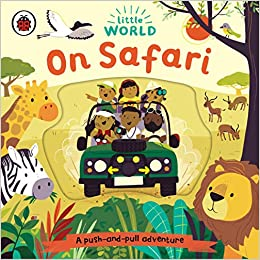 little
WORLD
On Safari
A push-and-pull adventure